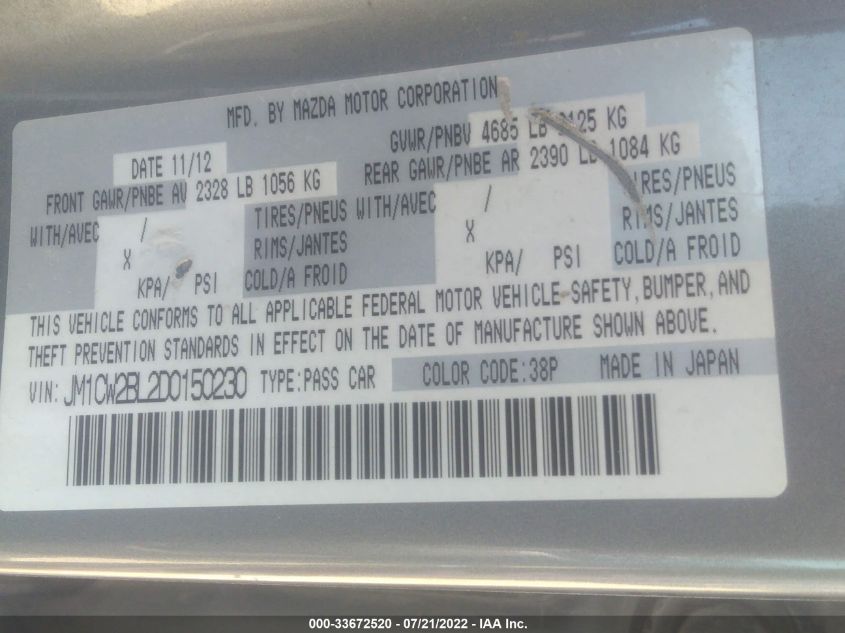 MFD. BY MAZDA MOTOR CORPORATION
DATE 11/12
GVWR/PNBV 4685 LB 2125 KG
FRONT GAWR/PNBE AV 2328 LB 1056 KG
REAR GAWR/PNBE AR 2390 LB 1084 KG
WITH/AVEC / TIRES/PNEUS WITH/AVEC / TIRES/PNEUS
X RIMS/JANTES X RIMS/JANTES
KPA/ PSI COLD/A FROID KPA/ PSI COLD/A FROID
THIS VEHICLE CONFORMS TO ALL APPLICABLE FEDERAL MOTOR VEHICLE SAFETY, BUMPER, AND
THEFT PREVENTION STANDARDS IN EFFECT ON THE DATE OF MANUFACTURE SHOWN ABOVE.
VIN: JM1CW2BL2D0150230 TYPE: PASS CAR COLOR CODE: 38P MADE IN JAPAN
000-33672520 - 07/21/2022 - IAA Inc.